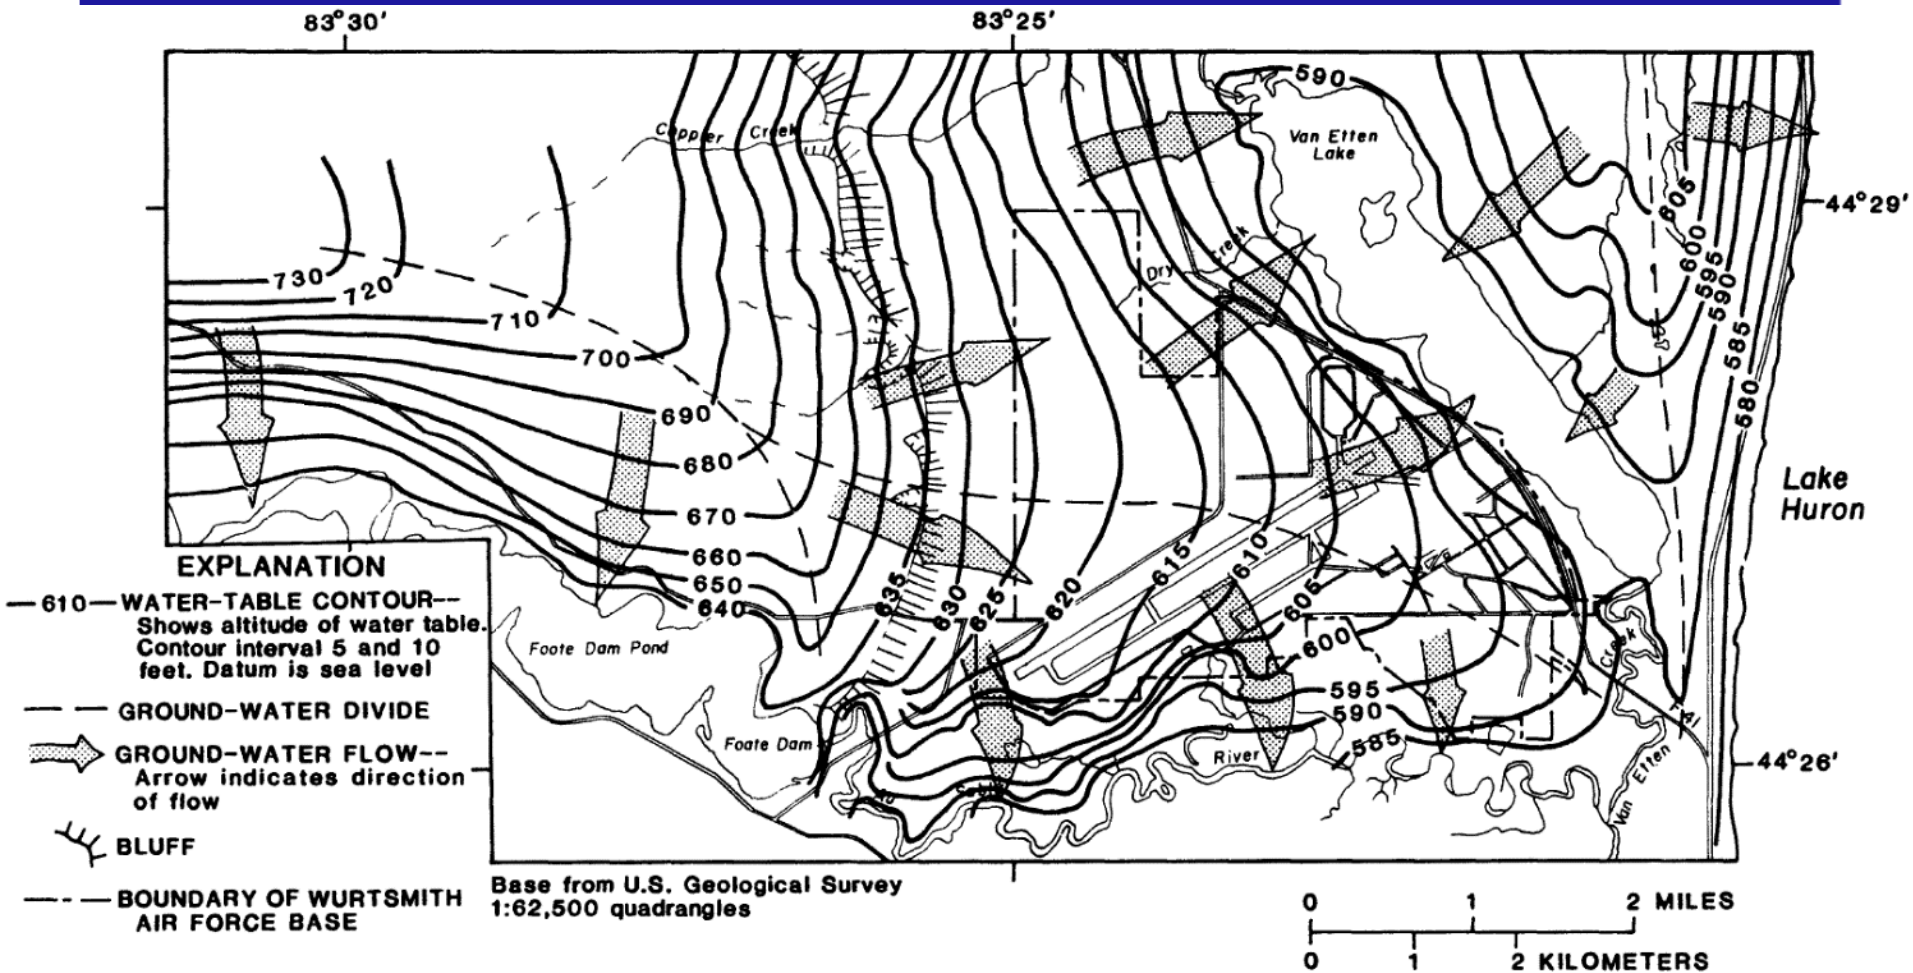 83°30'
83°25'
590
Coppler Creek
Van Etten
Lake
605
44°29'
600
595
590
Dry Creek
730
720
710
585
700
580
690
680
Lake
Huron
670
660
650
640
635
630
625
620
615
610
605
600
EXPLANATION
—610—WATER-TABLE CONTOUR--
Shows altitude of water table.
Contour interval 5 and 10
feet. Datum is sea level
GROUND-WATER DIVIDE
GROUND-WATER FLOW--
Arrow indicates direction
of flow
BLUFF
BOUNDARY OF WURTSMITH
AIR FORCE BASE
Foote Dam Pond
Foote Dam
595
590
585
Au Sable River
Van Etten Creek
44°26'
Base from U.S. Geological Survey
1:62,500 quadrangles
0 1 2 MILES
0 1 2 KILOMETERS